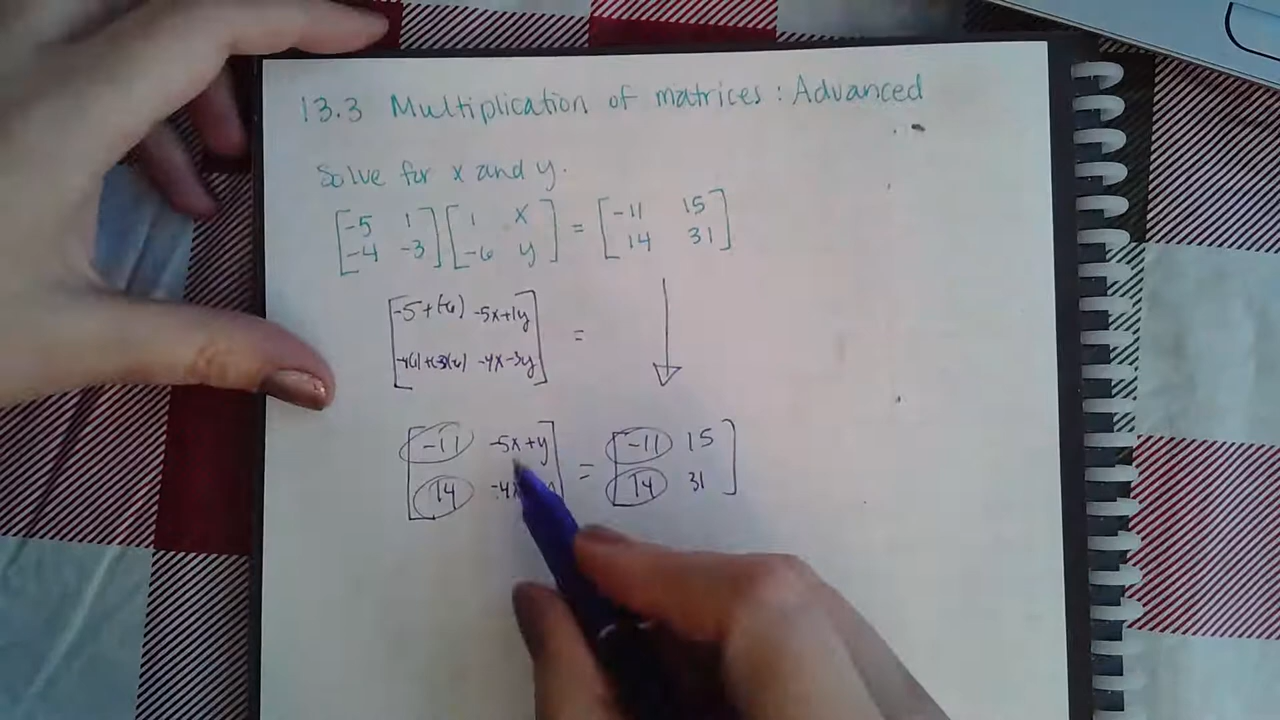 13.3 Multiplication of matrices: Advanced
Solve for x and y.
[-5 1] [1 x] = [-11 15]
[-4 -3] [-6 y] [14 31]
[-5+(-6) -5x+1y] =
[-4(1)+(-3)(-6) -4x-3y]
[-11 -5x+y] = [-11 15]
[14 -4x] [14 31]